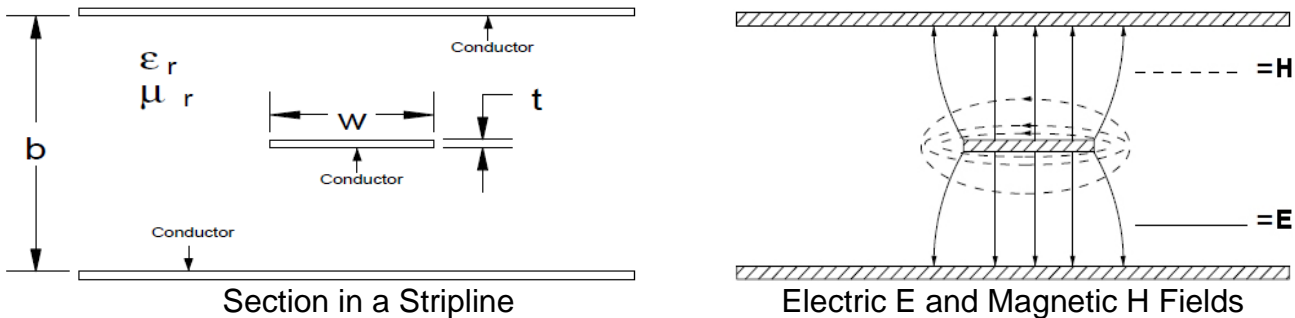 Conductor
εr
μr
w
t
b
Conductor
Conductor
Section in a Stripline
=H
=E
Electric E and Magnetic H Fields